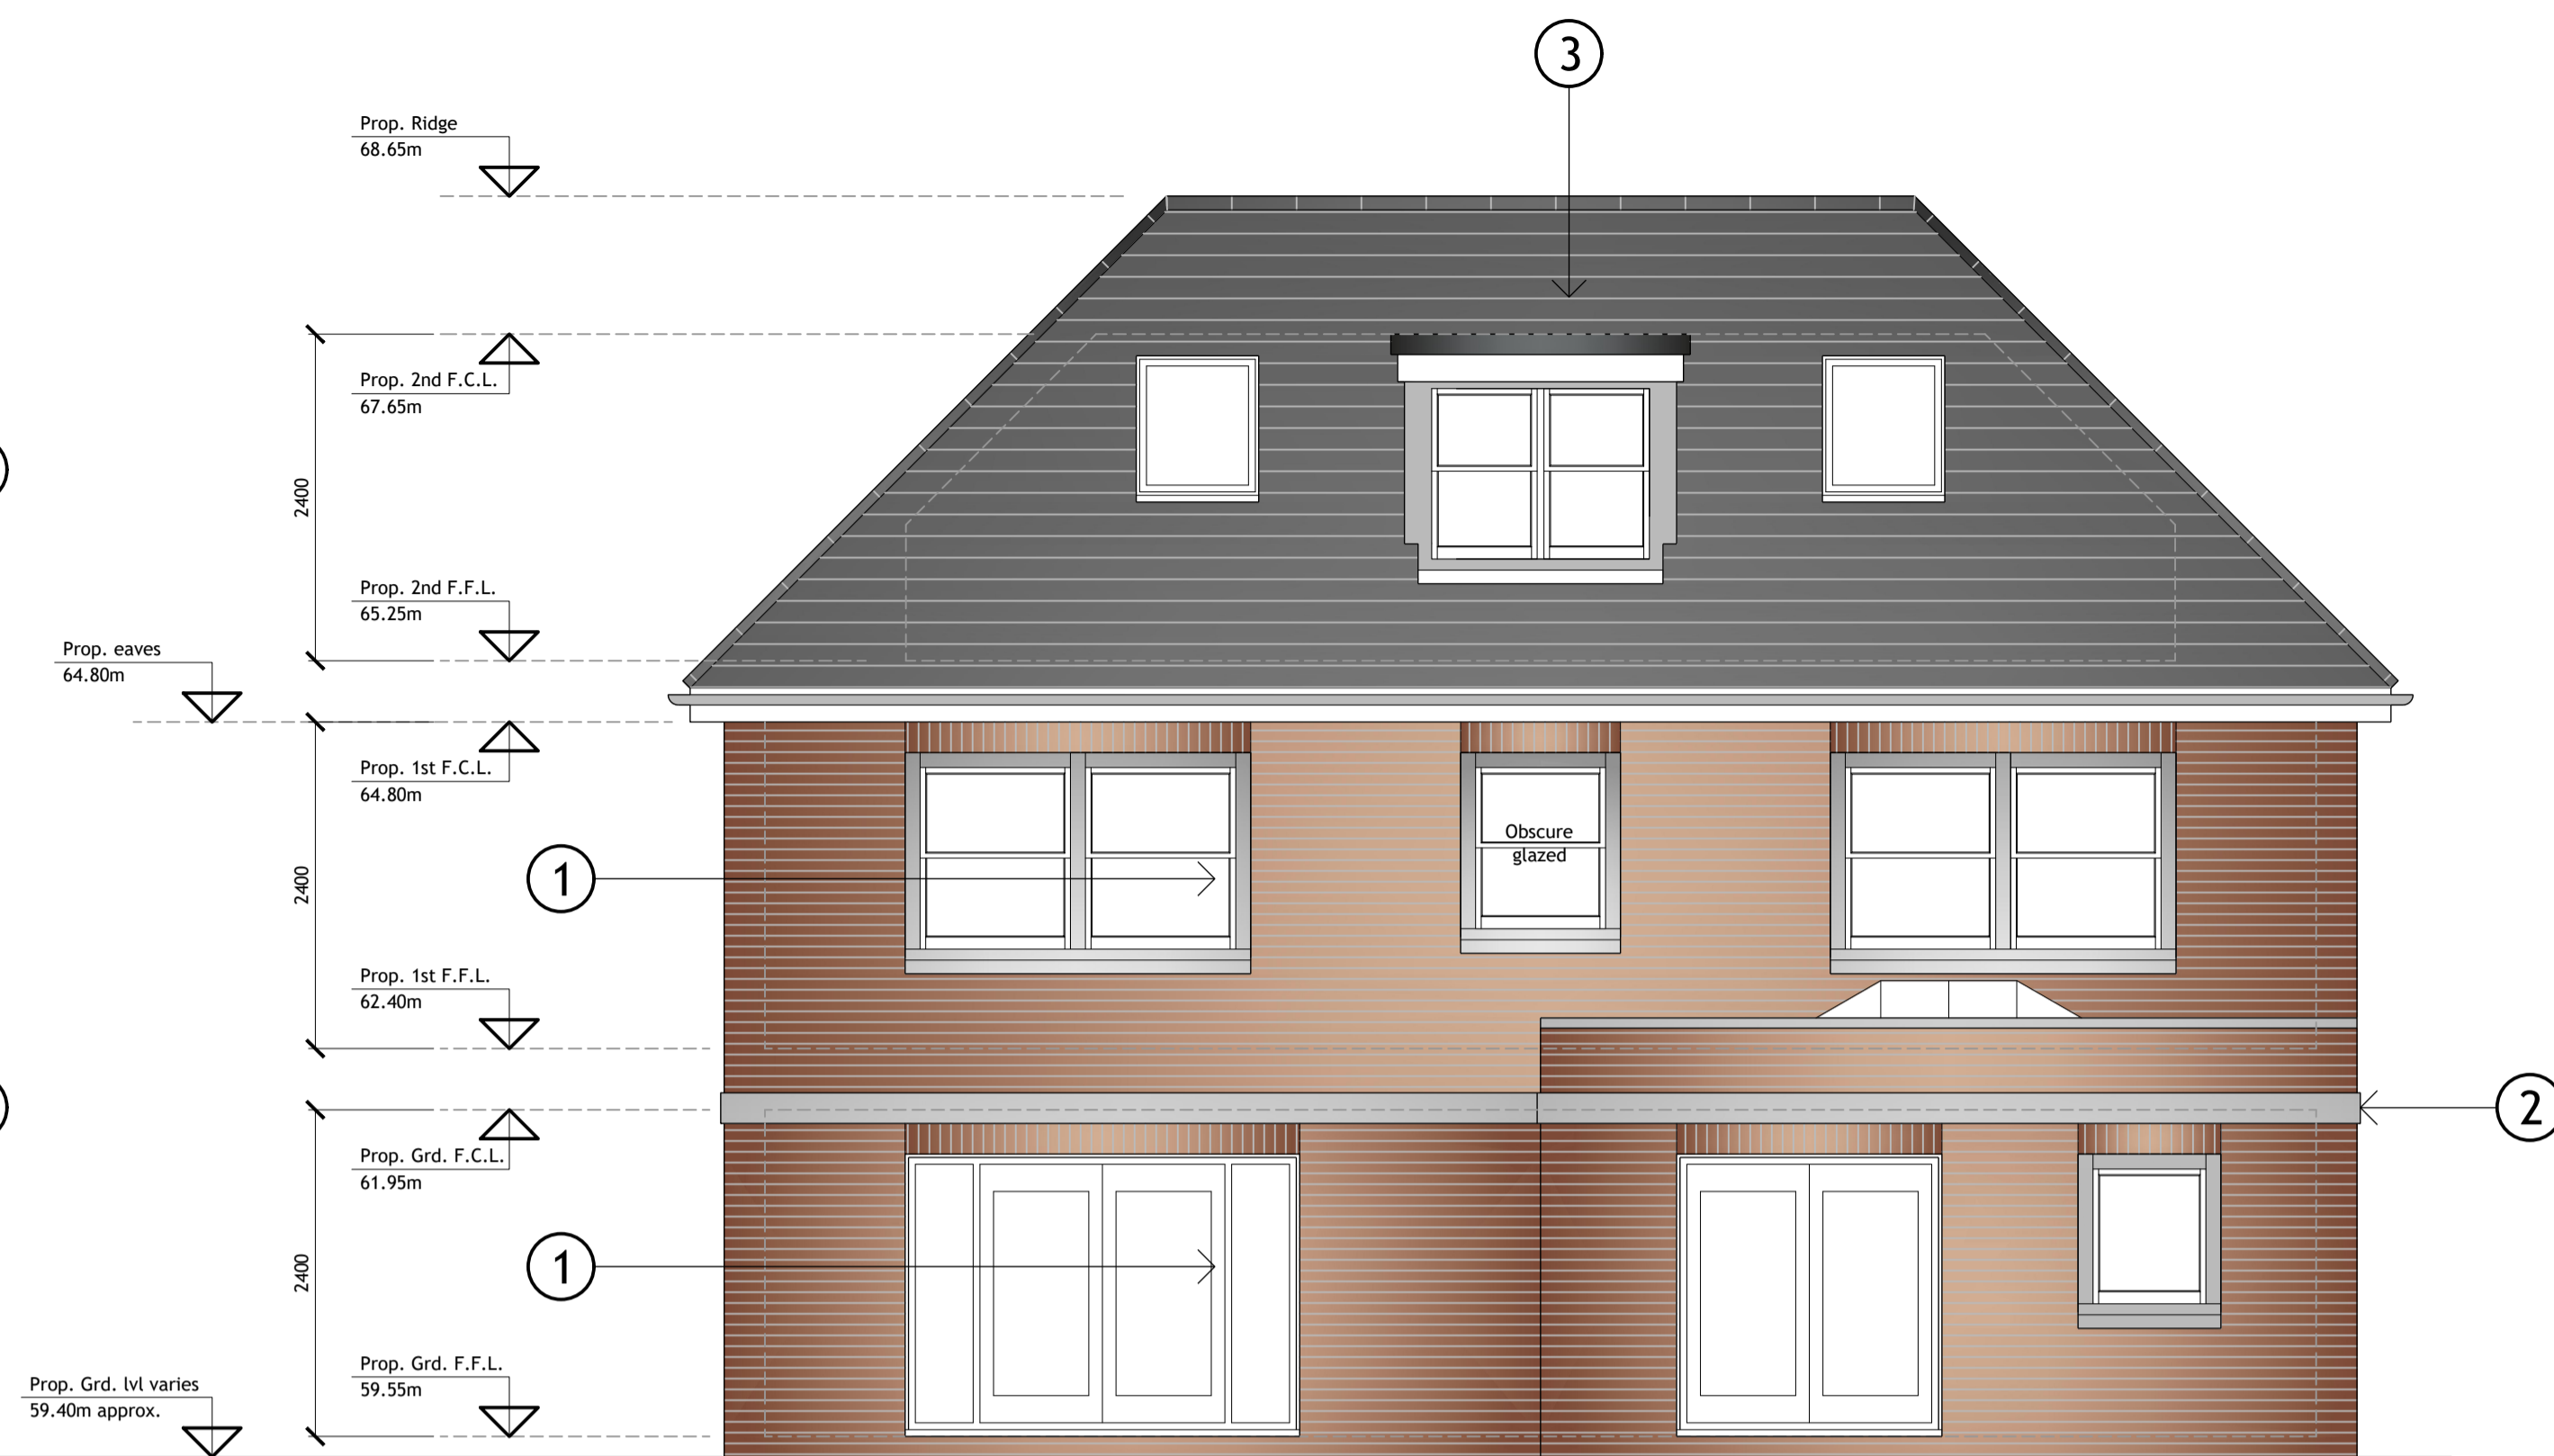 3
Prop. Ridge
68.65m
Prop. 2nd F.C.L.
67.65m
2400
Prop. 2nd F.F.L.
65.25m
Prop. eaves
64.80m
Prop. 1st F.C.L.
64.80m
Obscure
glazed
1
2400
Prop. 1st F.F.L.
62.40m
2
Prop. Grd. F.C.L.
61.95m
1
2400
Prop. Grd. F.F.L.
59.55m
Prop. Grd. lvl varies
59.40m approx.